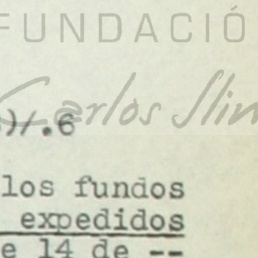 FUNDACIÓ
Carlos Slim
)/.6
los fundos
expedidos
e 14 de --